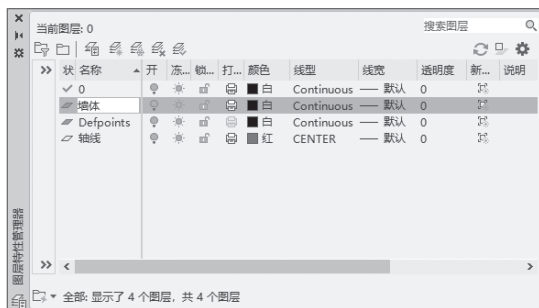 当前图层: 0
搜索图层
状 名称 开 冻... 锁... 打... 颜色 线型 线宽 透明度 新... 说明
0 白 Continuous 默认 0
墙体 白 Continuous 默认 0
Defpoints 白 Continuous 默认 0
轴线 红 CENTER 默认 0
图层特性管理器
全部: 显示了 4 个图层, 共 4 个图层